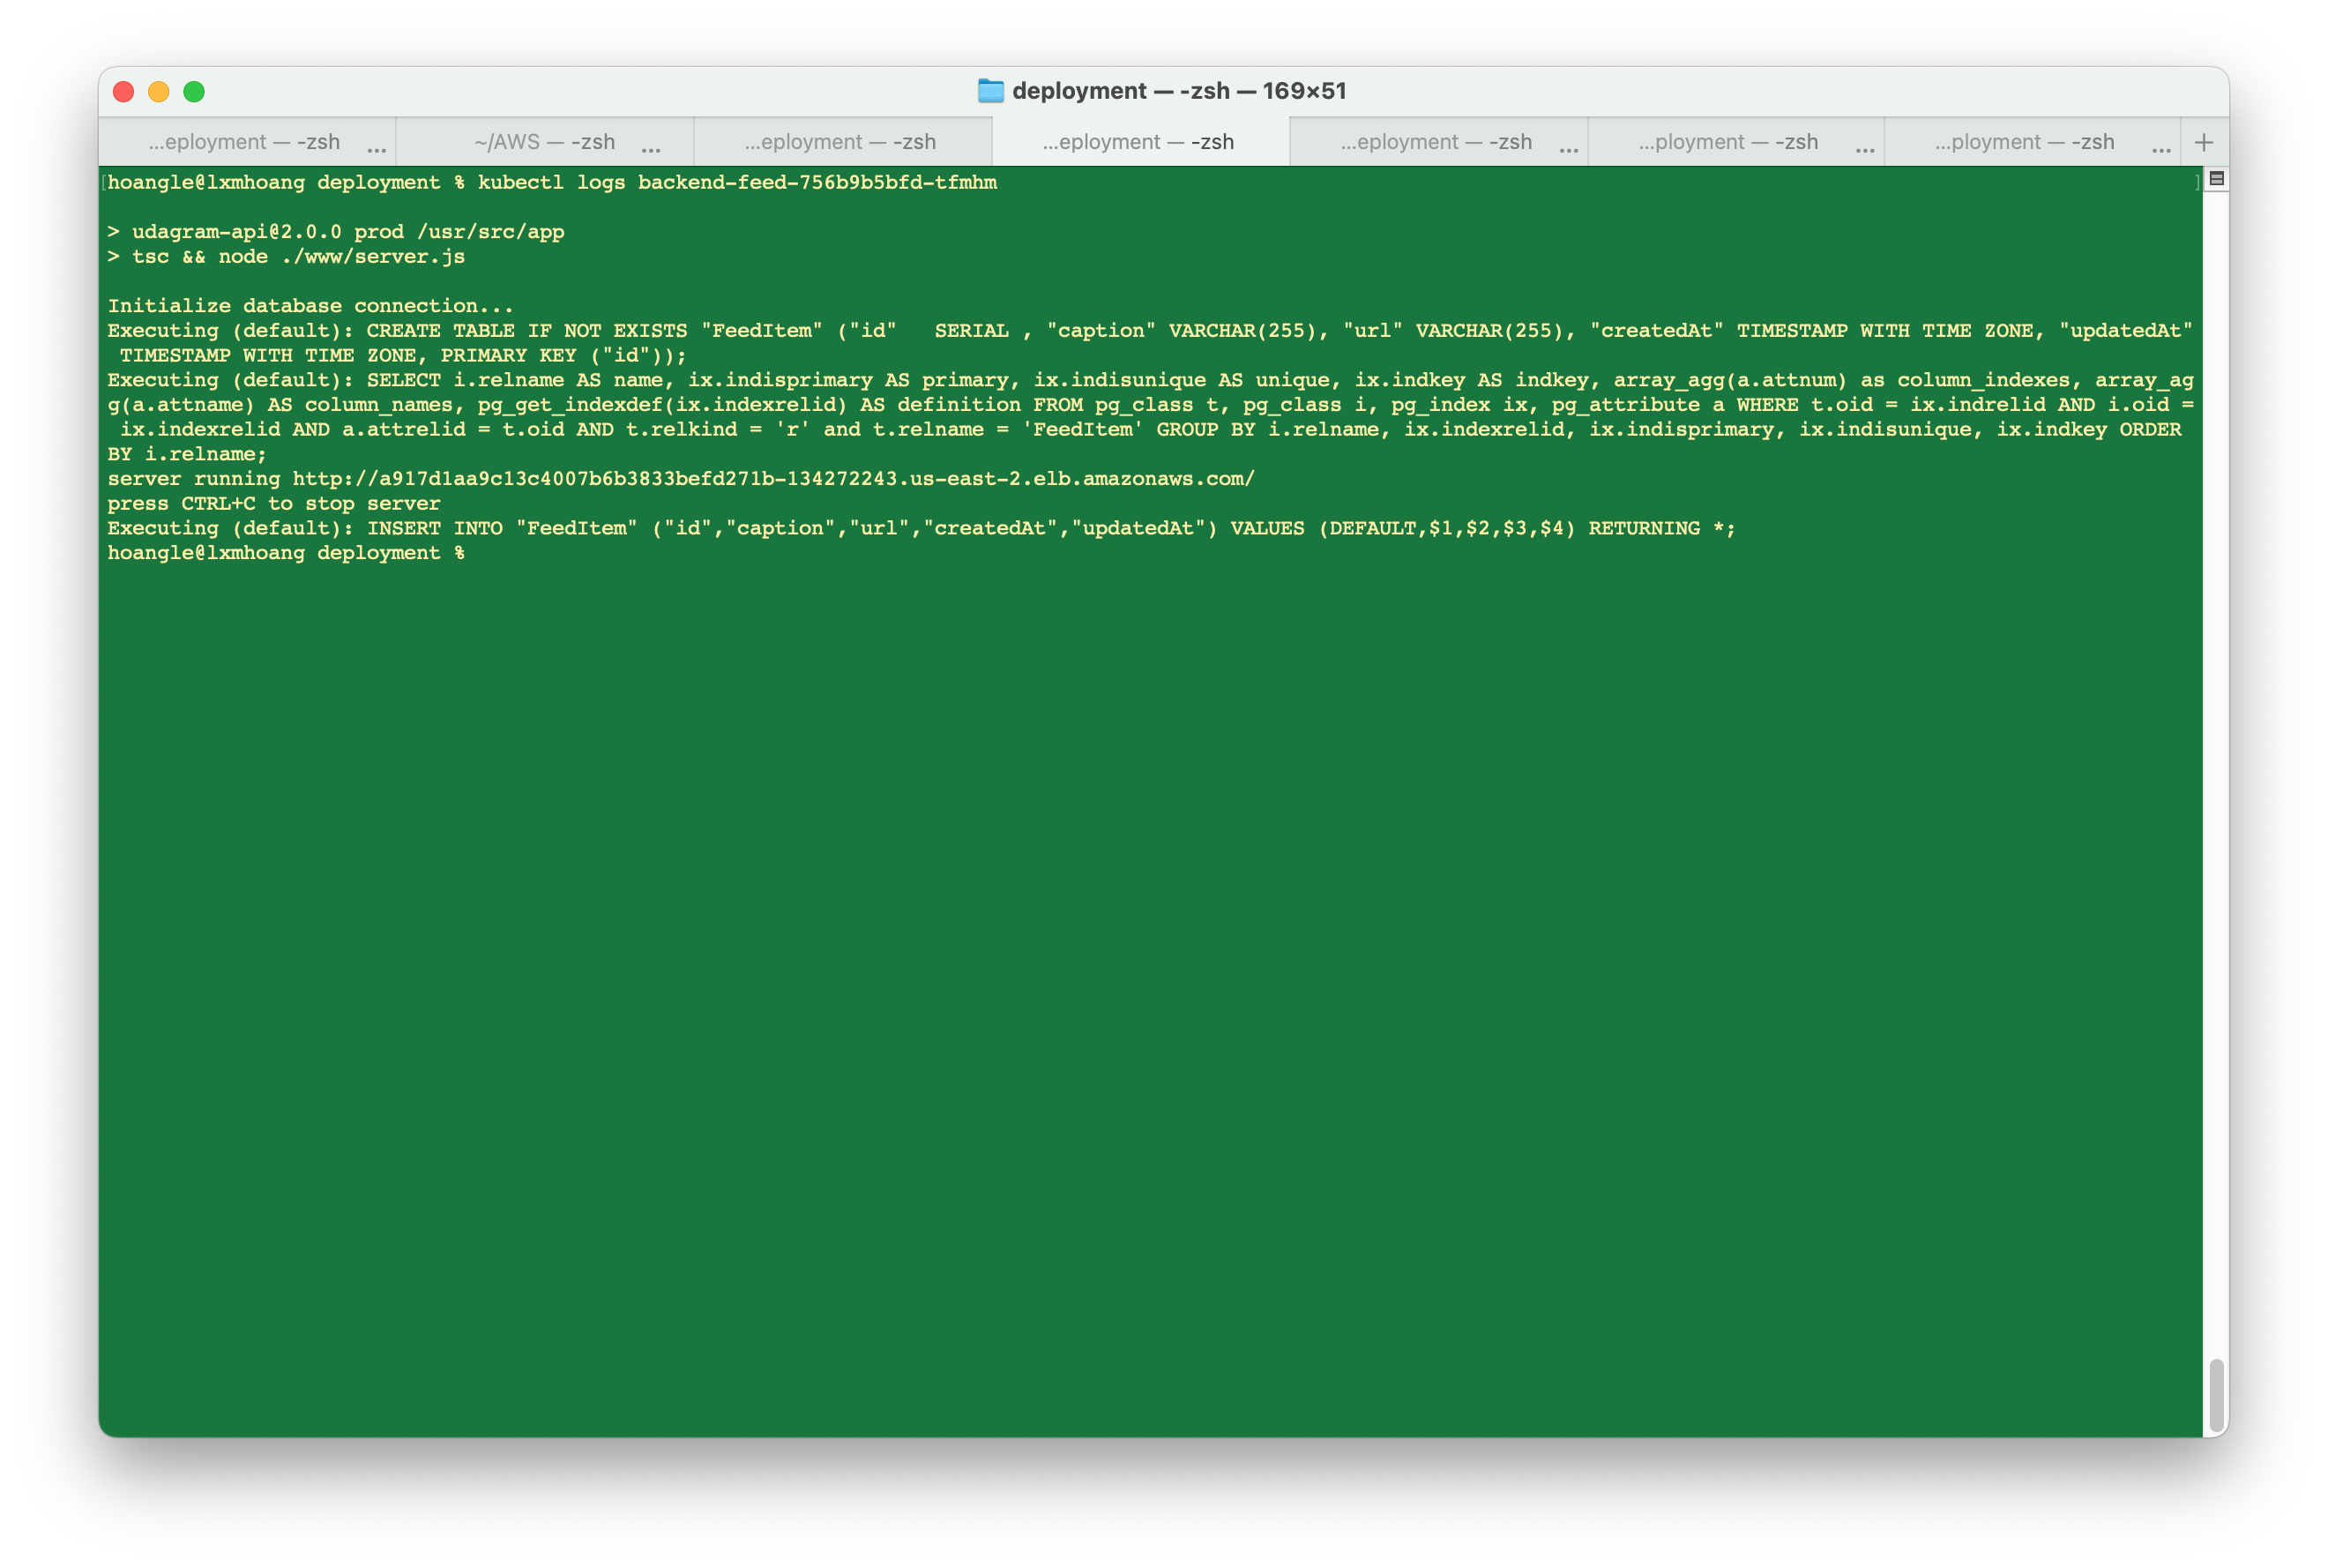 deployment — -zsh — 169×51
...eployment — -zsh ... ~/AWS — -zsh ... ...eployment — -zsh ...eployment — -zsh ...eployment — -zsh ... ...ployment — -zsh ... ...ployment — -zsh ... +
[hoangle@lxmhoang deployment % kubectl logs backend-feed-756b9b5bfd-tfmhm ]
> udagram-api@2.0.0 prod /usr/src/app
> tsc && node ./www/server.js
Initialize database connection...
Executing (default): CREATE TABLE IF NOT EXISTS "FeedItem" ("id"   SERIAL , "caption" VARCHAR(255), "url" VARCHAR(255), "createdAt" TIMESTAMP WITH TIME ZONE, "updatedAt"
 TIMESTAMP WITH TIME ZONE, PRIMARY KEY ("id"));
Executing (default): SELECT i.relname AS name, ix.indisprimary AS primary, ix.indisunique AS unique, ix.indkey AS indkey, array_agg(a.attnum) as column_indexes, array_ag
g(a.attname) AS column_names, pg_get_indexdef(ix.indexrelid) AS definition FROM pg_class t, pg_class i, pg_index ix, pg_attribute a WHERE t.oid = ix.indrelid AND i.oid =
 ix.indexrelid AND a.attrelid = t.oid AND t.relkind = 'r' and t.relname = 'FeedItem' GROUP BY i.relname, ix.indexrelid, ix.indisprimary, ix.indisunique, ix.indkey ORDER
BY i.relname;
server running http://a917d1aa9c13c4007b6b3833befd271b-134272243.us-east-2.elb.amazonaws.com/
press CTRL+C to stop server
Executing (default): INSERT INTO "FeedItem" ("id","caption","url","createdAt","updatedAt") VALUES (DEFAULT,$1,$2,$3,$4) RETURNING *;
hoangle@lxmhoang deployment %